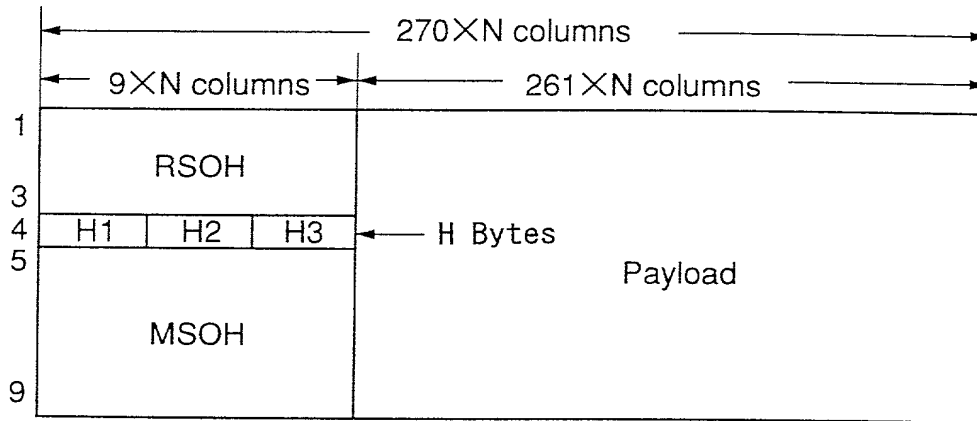 270×N columns
9×N columns
261×N columns
1
RSOH
3
4
H1
H2
H3
H Bytes
5
Payload
MSOH
9